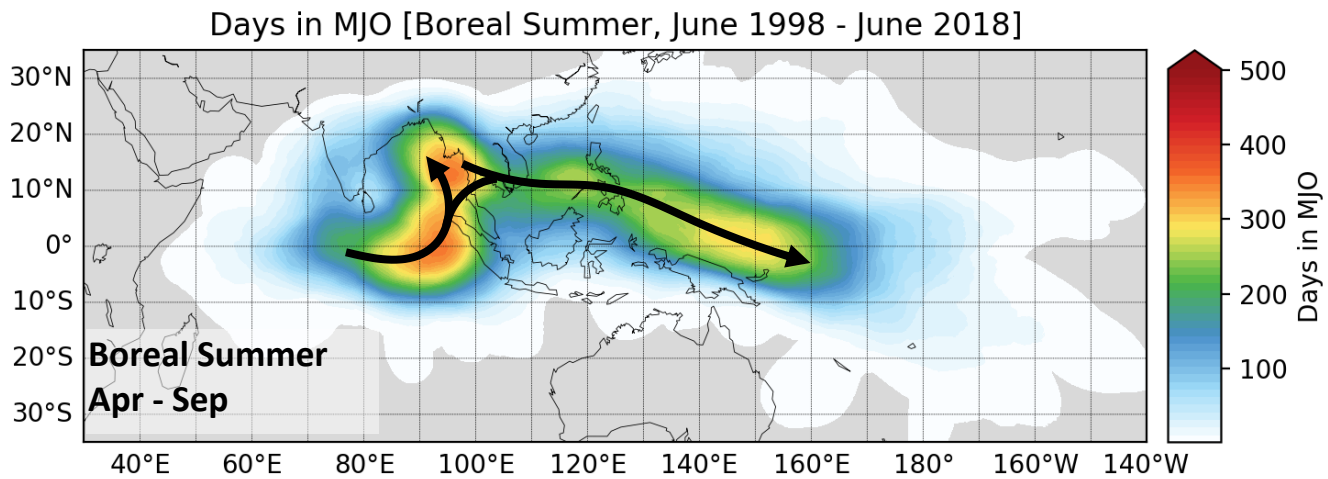 Days in MJO [Boreal Summer, June 1998 - June 2018]
30°N
20°N
10°N
0°
10°S
20°S
30°S
Boreal Summer
Apr - Sep
40°E 60°E 80°E 100°E 120°E 140°E 160°E 180° 160°W 140°W
500
400
300
200
100
Days in MJO